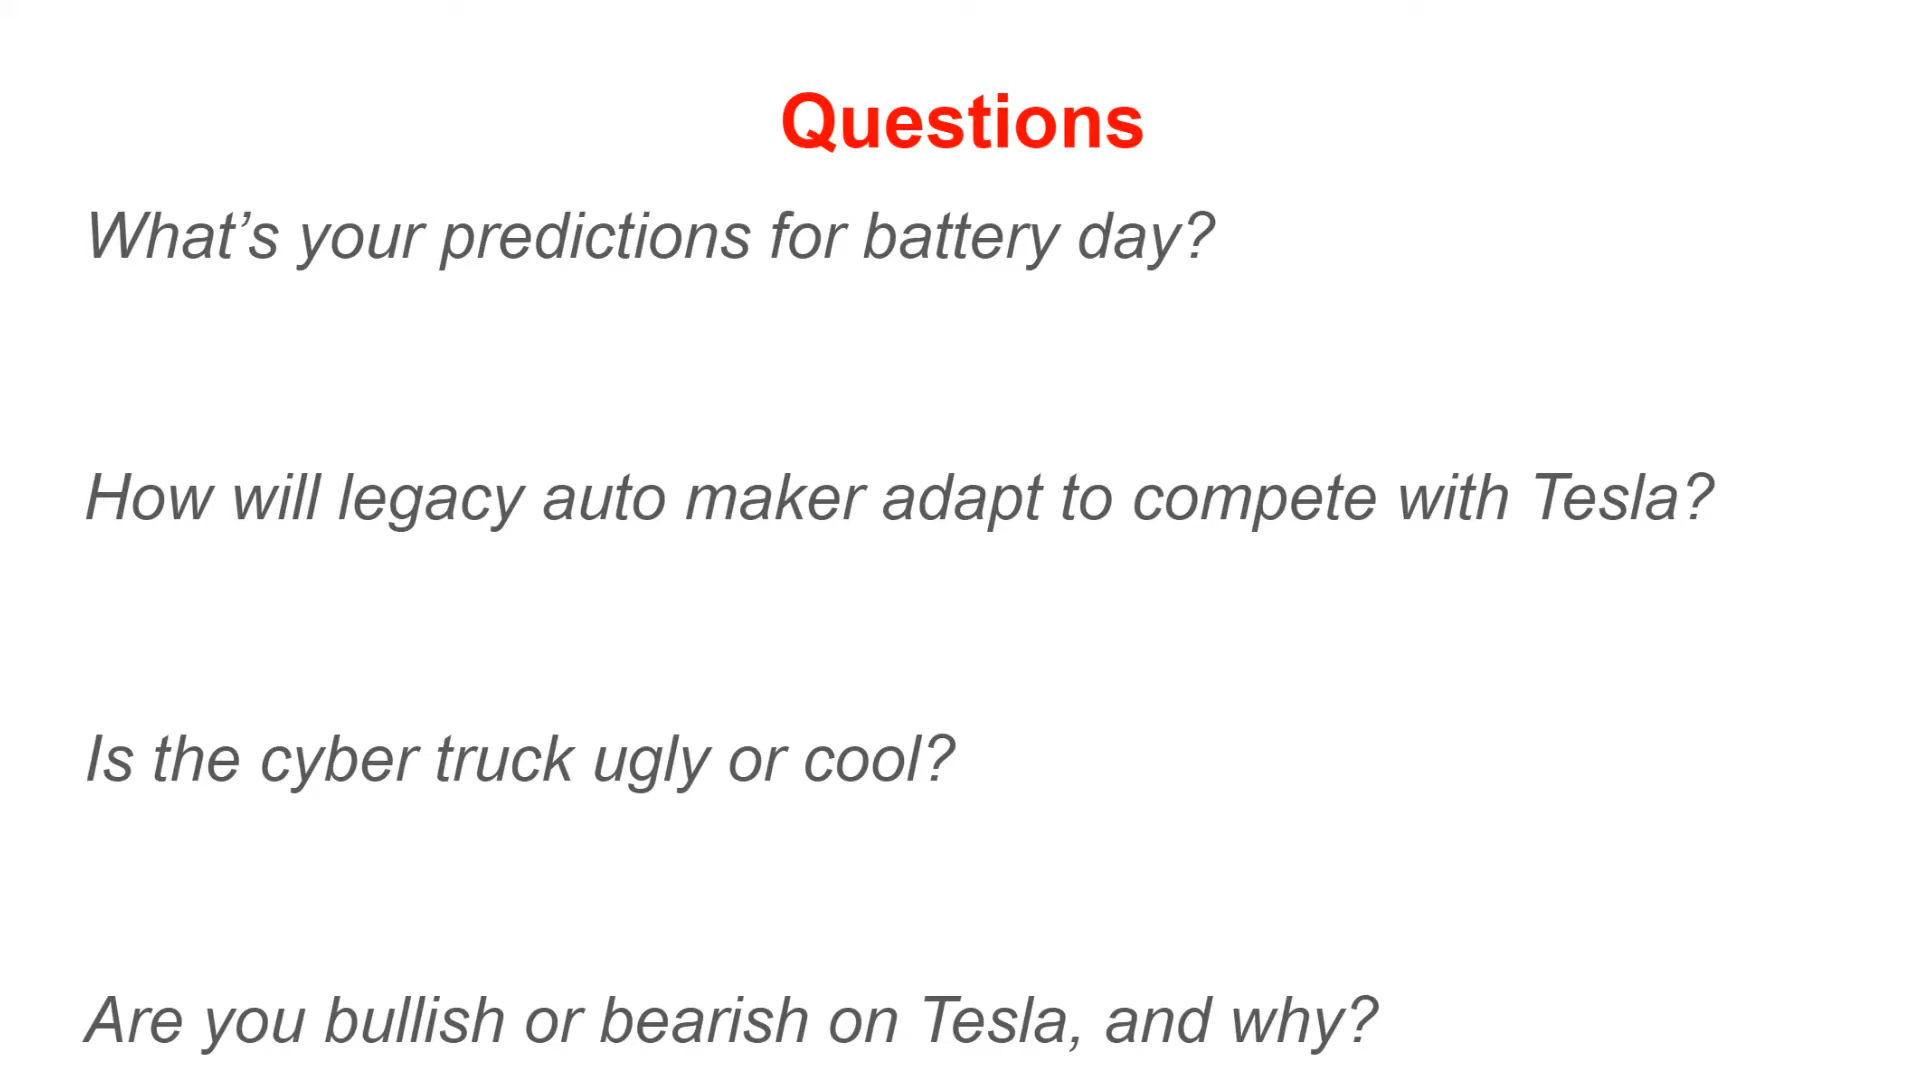 Questions
What’s your predictions for battery day?
How will legacy auto maker adapt to compete with Tesla?
Is the cyber truck ugly or cool?
Are you bullish or bearish on Tesla, and why?